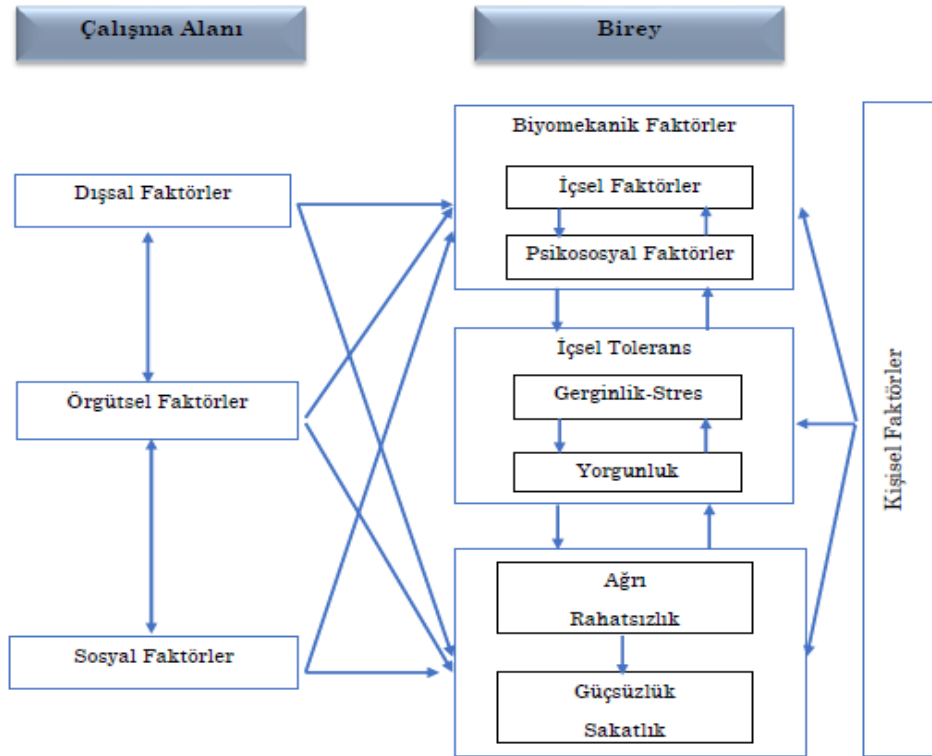 Çalışma Alanı
Birey
Dışsal Faktörler
Örgütsel Faktörler
Sosyal Faktörler
Biyomekanik Faktörler
İçsel Faktörler
Psikososyal Faktörler
İçsel Tolerans
Gerginlik-Stres
Yorgunluk
Ağrı
Rahatsızlık
Güçsüzlük
Sakatlık
Kişisel Faktörler